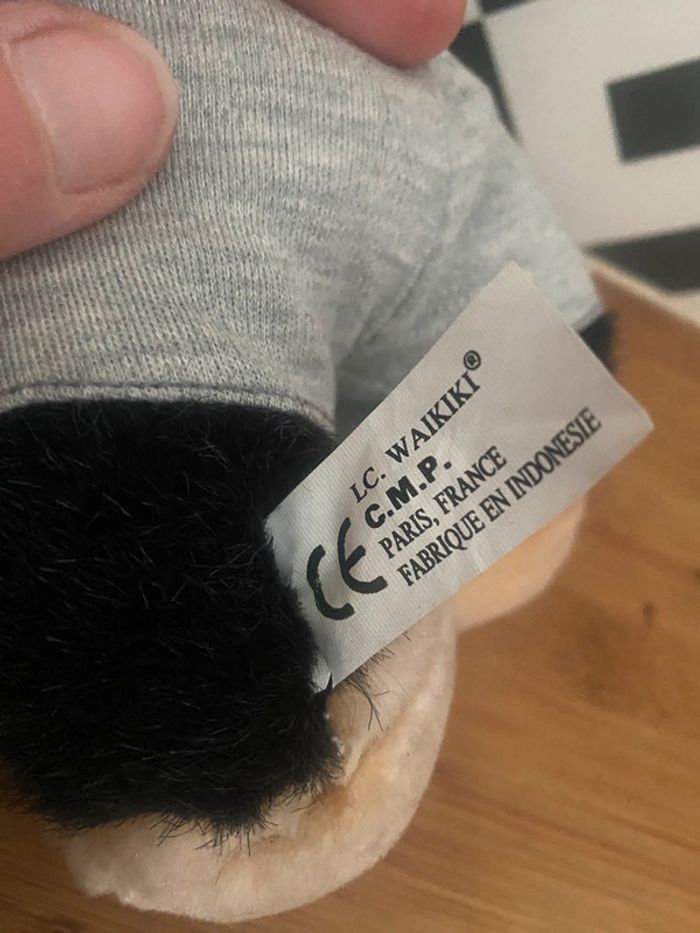 LC. WAIKIKI®
C.M.P.
PARIS, FRANCE
FABRIQUE EN INDONESIE
CE